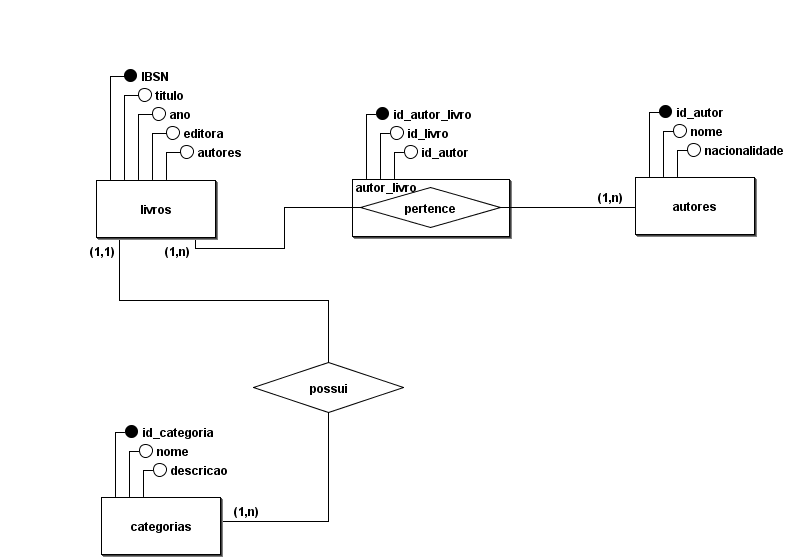 IBSN
titulo
ano
editora
autores
livros
(1,1)
(1,n)
id_autor_livro
id_livro
id_autor
autor_livro
pertence
(1,n)
id_autor
nome
nacionalidade
autores
possui
id_categoria
nome
descricao
categorias
(1,n)